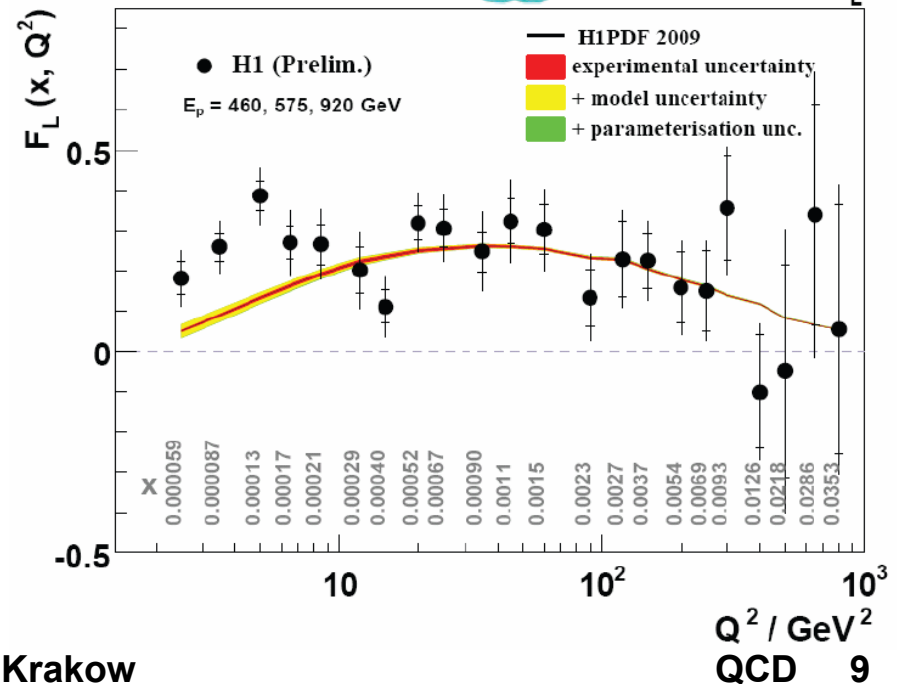 L
F_L (x, Q²)
H1 (Prelim.)
E_p = 460, 575, 920 GeV
H1PDF 2009
experimental uncertainty
+ model uncertainty
+ parameterisation unc.
0.5
0
-0.5
x
0.000059
0.000087
0.00013
0.00017
0.00021
0.00029
0.00040
0.00052
0.00067
0.00090
0.0011
0.0015
0.0023
0.0027
0.0037
0.0054
0.0069
0.0093
0.0126
0.0218
0.0286
0.0353
10
10²
10³
Q² / GeV²
Krakow
QCD 9